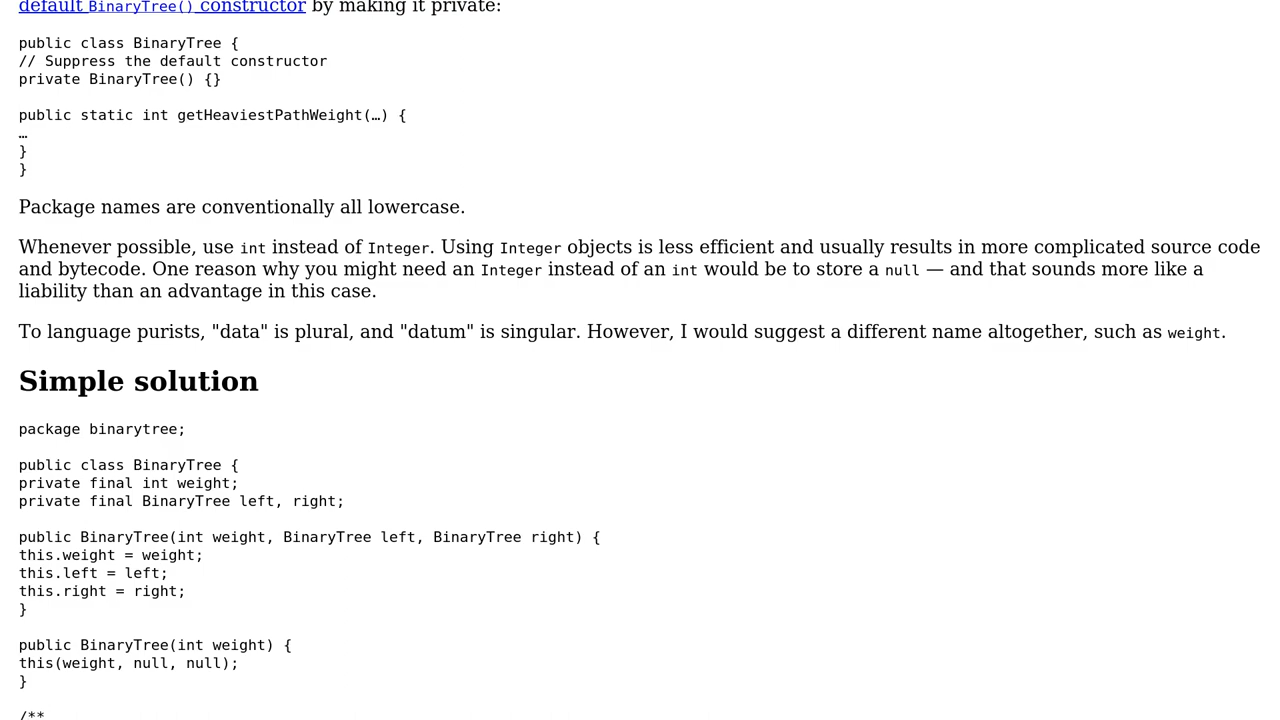 default BinaryTree() constructor by making it private:
public class BinaryTree {
// Suppress the default constructor
private BinaryTree() {}
public static int getHeaviestPathWeight(…) {
…
}
}
Package names are conventionally all lowercase.
Whenever possible, use int instead of Integer. Using Integer objects is less efficient and usually results in more complicated source code
and bytecode. One reason why you might need an Integer instead of an int would be to store a null — and that sounds more like a
liability than an advantage in this case.
To language purists, "data" is plural, and "datum" is singular. However, I would suggest a different name altogether, such as weight.
Simple solution
package binarytree;
public class BinaryTree {
private final int weight;
private final BinaryTree left, right;
public BinaryTree(int weight, BinaryTree left, BinaryTree right) {
this.weight = weight;
this.left = left;
this.right = right;
}
public BinaryTree(int weight) {
this(weight, null, null);
}
/**